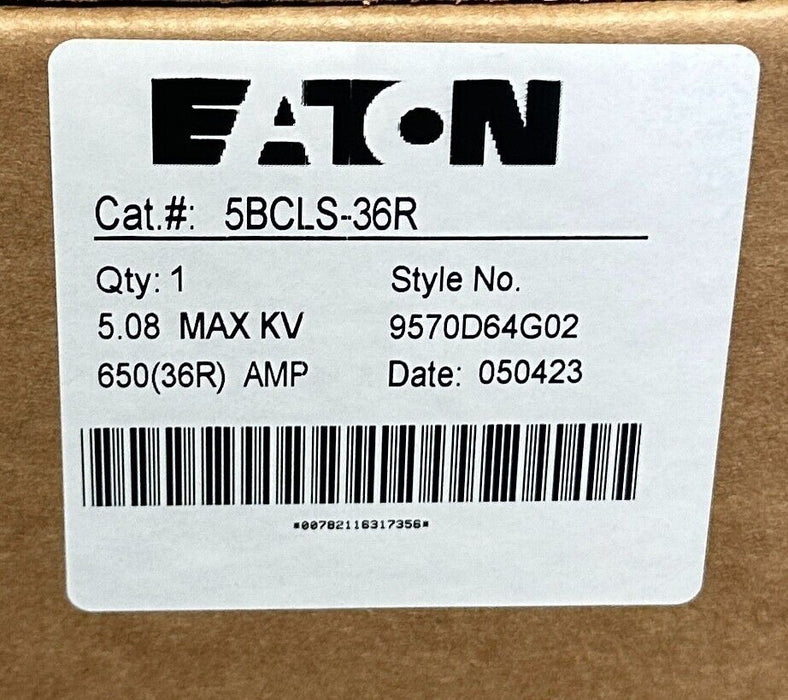 EATON
Cat.#: 5BCLS-36R
Qty: 1 Style No.
5.08 MAX KV 9570D64G02
650(36R) AMP Date: 050423
*00782116317356*